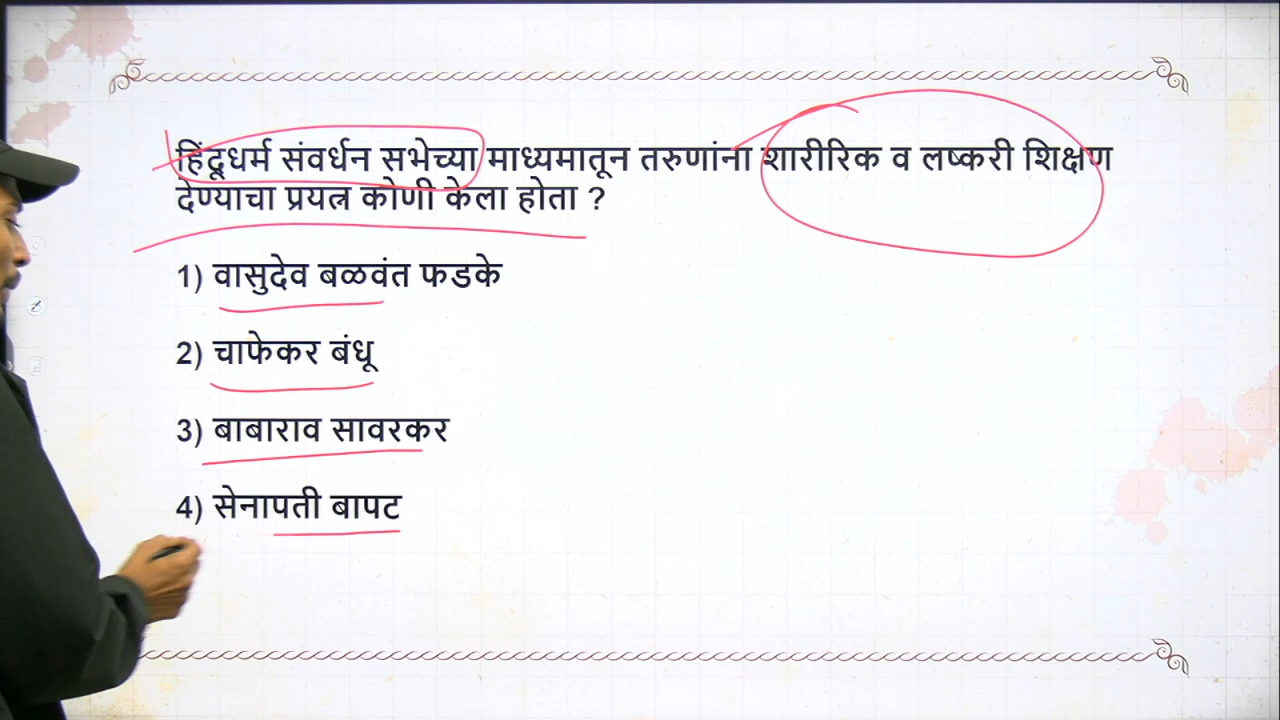 हिंदूधर्म संवर्धन सभेच्या माध्यमातून तरुणांना शारीरिक व लष्करी शिक्षण
देण्याचा प्रयत्न कोणी केला होता ?
1) वासुदेव बळवंत फडके
2) चाफेकर बंधू
3) बाबाराव सावरकर
4) सेनापती बापट